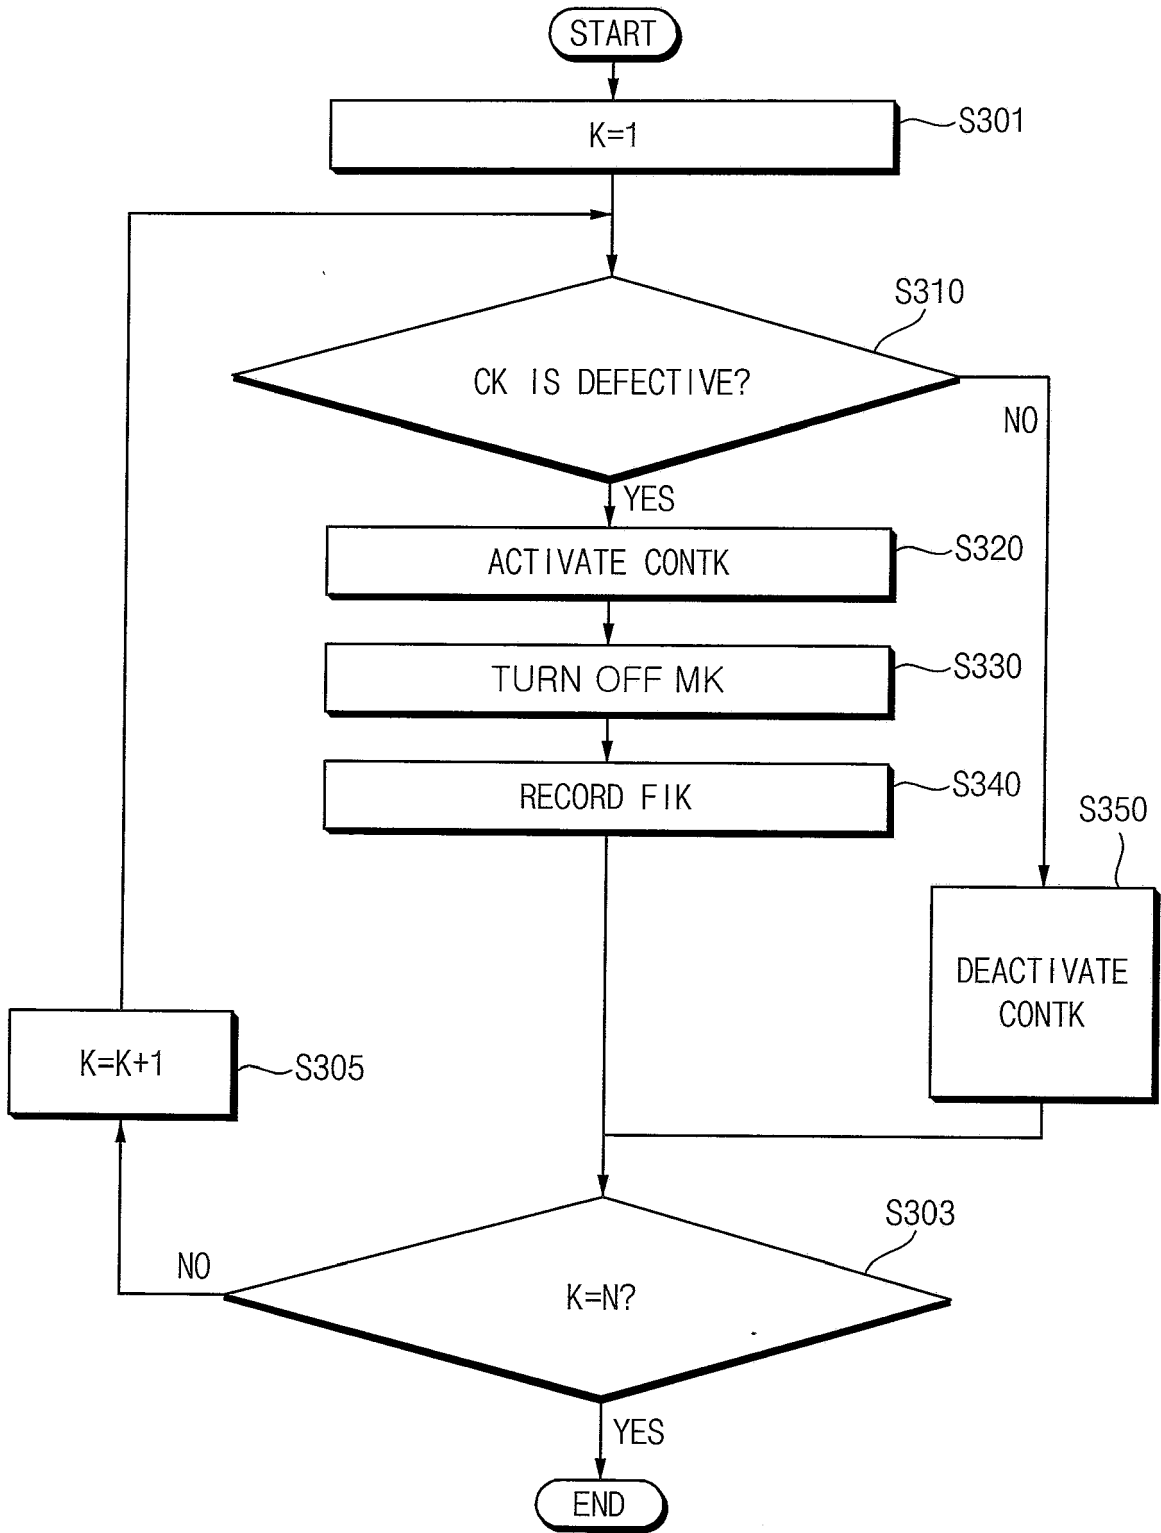 START
K=1
S301
S310
CK IS DEFECTIVE?
NO
YES
ACTIVATE CONTK
S320
TURN OFF MK
S330
RECORD FIK
S340
S350
DEACTIVATE
CONTK
K=K+1
S305
S303
NO
K=N?
YES
END